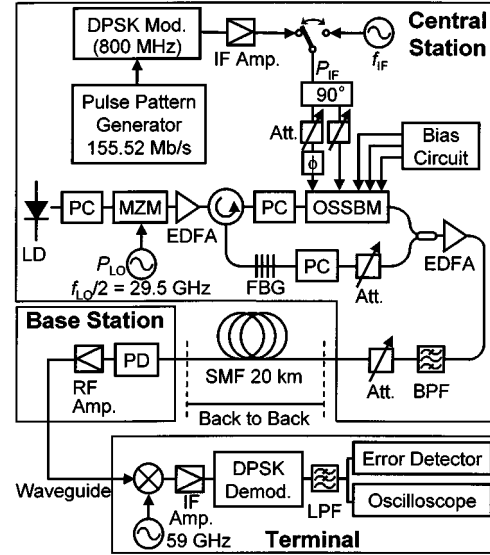 DPSK Mod.
(800 MHz)
IF Amp.
P_IF
f_IF
Central
Station
Pulse Pattern
Generator
155.52 Mb/s
90°
Att.
ϕ
Bias
Circuit
LD
PC
MZM
EDFA
PC
OSSBM
P_LO
f_LO/2 = 29.5 GHz
FBG
PC
Att.
EDFA
Base Station
RF
Amp.
PD
SMF 20 km
Back to Back
Att.
BPF
Waveguide
59 GHz
IF
Amp.
DPSK
Demod.
LPF
Error Detector
Oscilloscope
Terminal